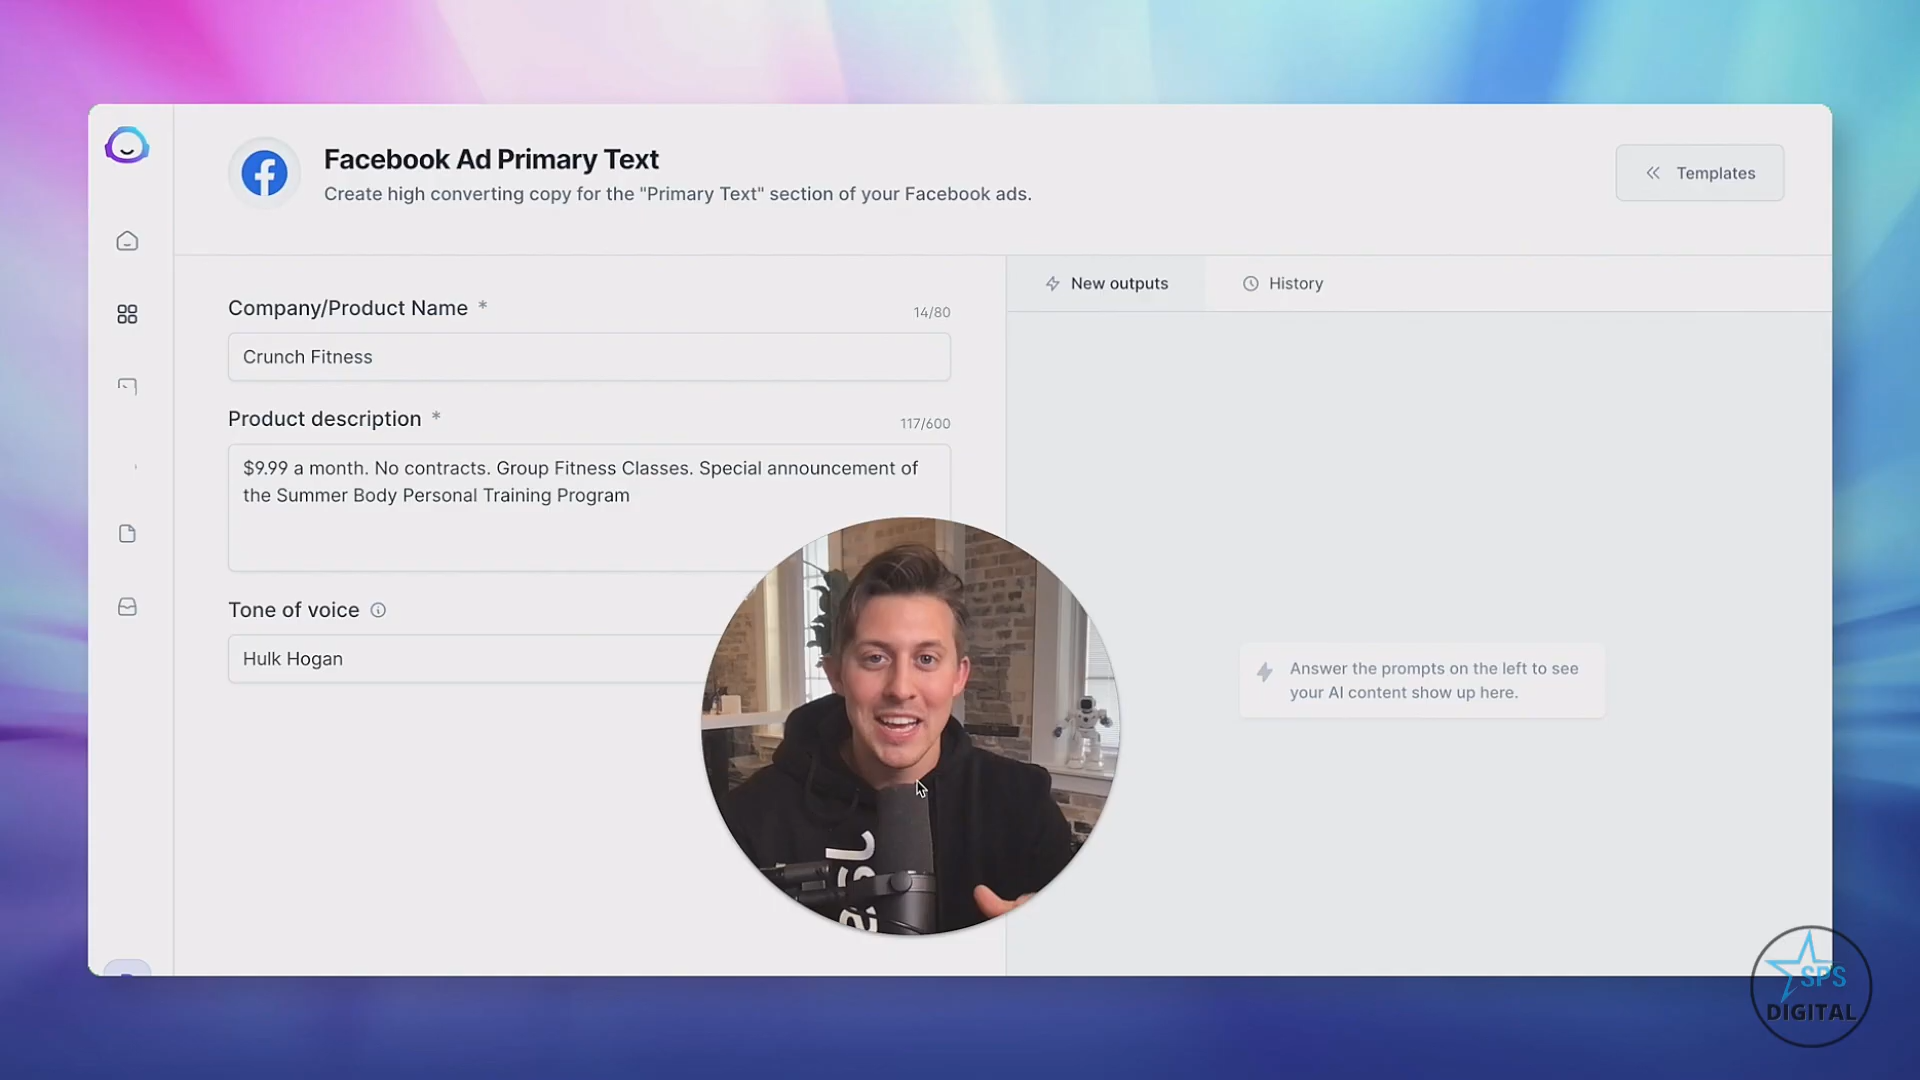 Facebook Ad Primary Text
Create high converting copy for the "Primary Text" section of your Facebook ads.
Templates
Company/Product Name *
14/80
Crunch Fitness
Product description *
117/600
$9.99 a month. No contracts. Group Fitness Classes. Special announcement of
the Summer Body Personal Training Program
Tone of voice
Hulk Hogan
New outputs
History
Answer the prompts on the left to see
your AI content show up here.
SPS
DIGITAL